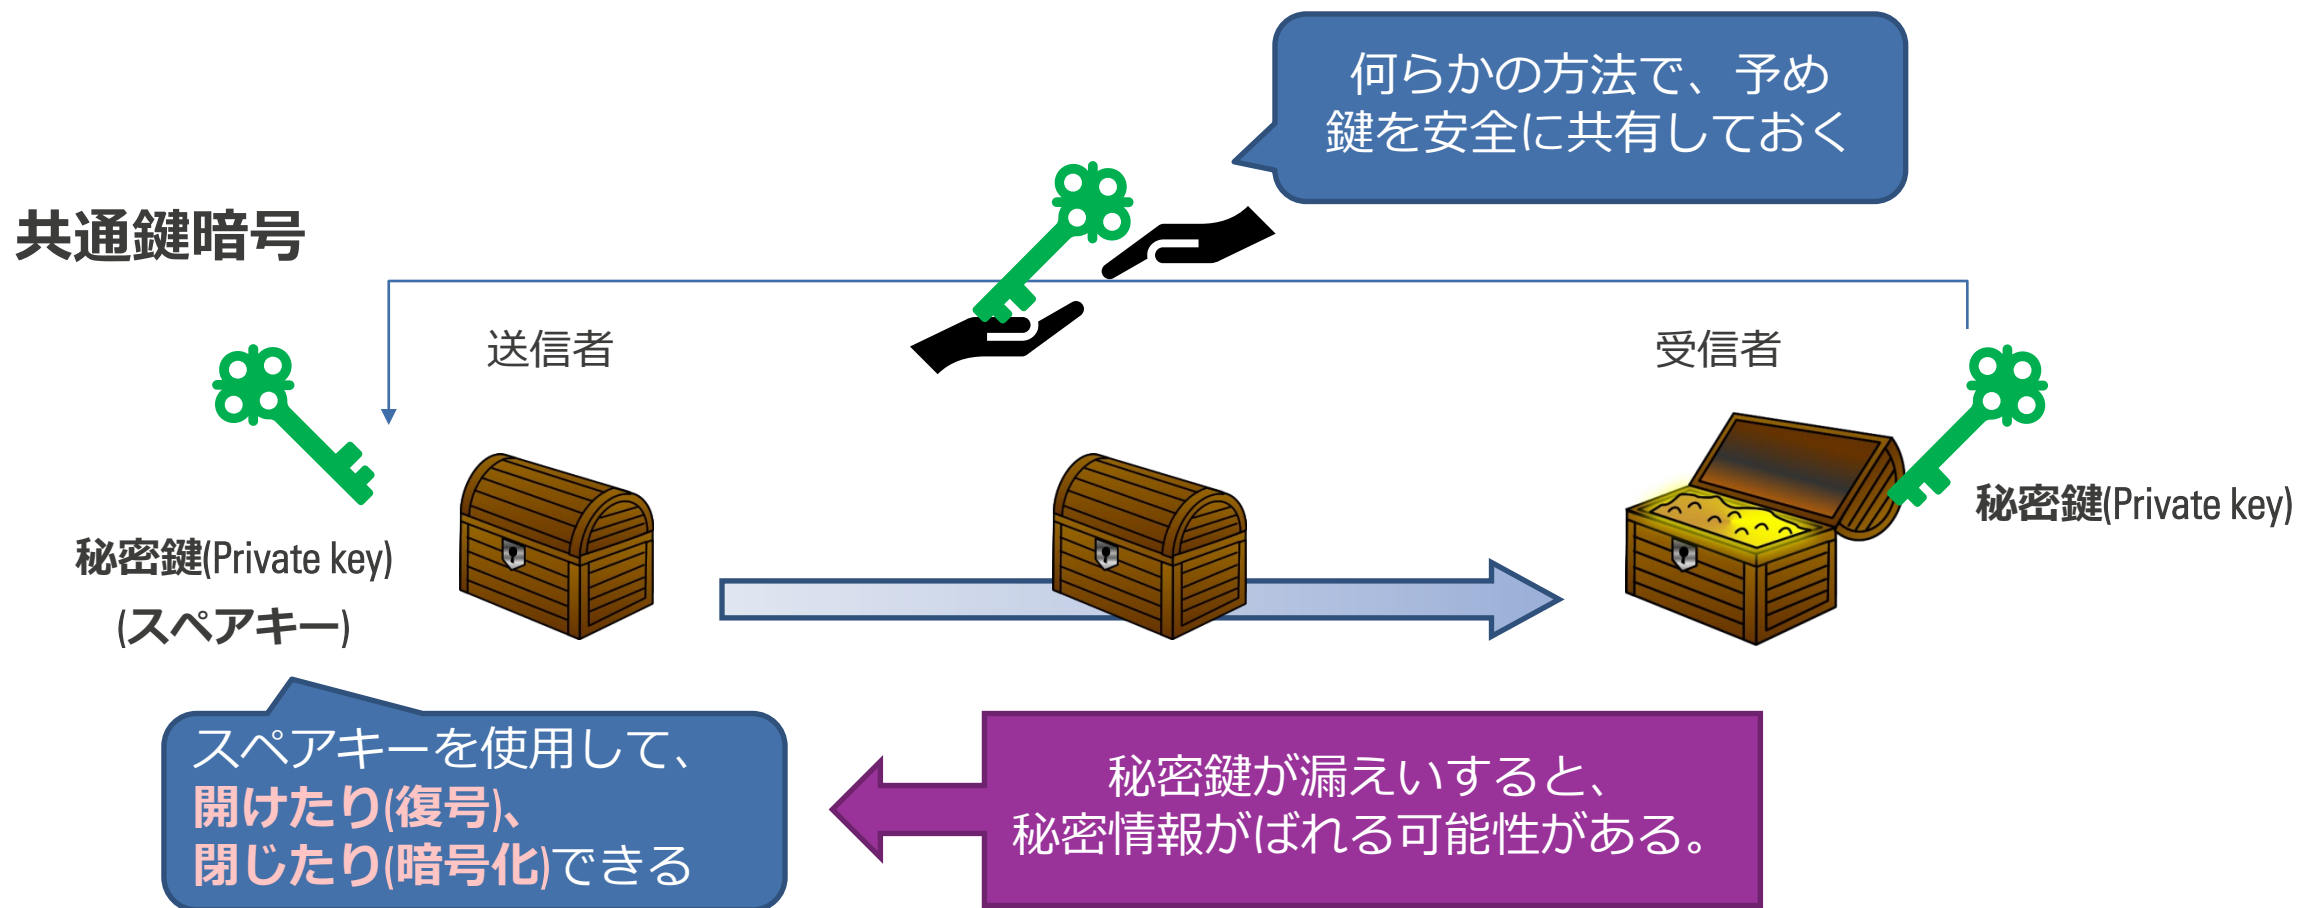 何らかの方法で、予め
鍵を安全に共有しておく
共通鍵暗号
送信者
受信者
秘密鍵(Private key)
秘密鍵(Private key)
(スペアキー)
スペアキーを使用して、
開けたり(復号)、
閉じたり(暗号化)できる
秘密鍵が漏えいすると、
秘密情報がばれる可能性がある。